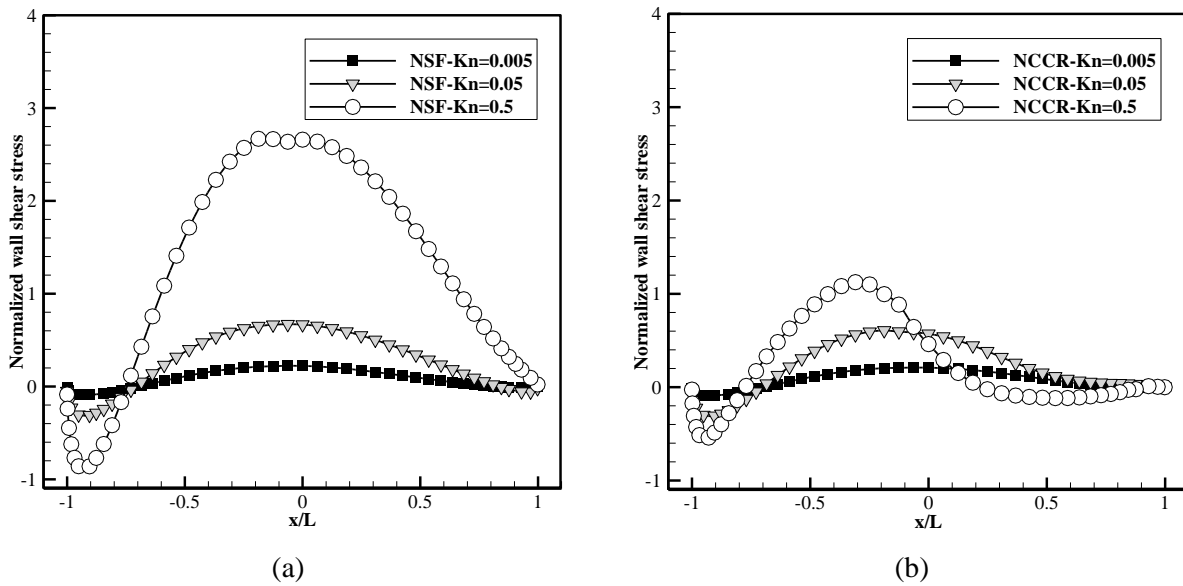 4
3
2
1
0
-1
Normalized wall shear stress
NSF-Kn=0.005
NSF-Kn=0.05
NSF-Kn=0.5
-1
-0.5
0
0.5
1
x/L
(a)
4
3
2
1
0
-1
Normalized wall shear stress
NCCR-Kn=0.005
NCCR-Kn=0.05
NCCR-Kn=0.5
-1
-0.5
0
0.5
1
x/L
(b)